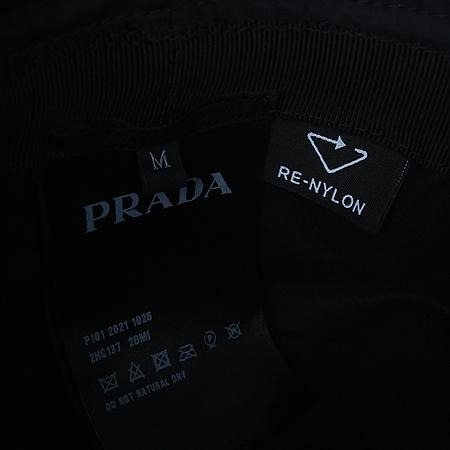 M
PRADA
RE-NYLON
P101 2021 1026
2HC137 2DMI
P
DO NOT NATURAL DRY